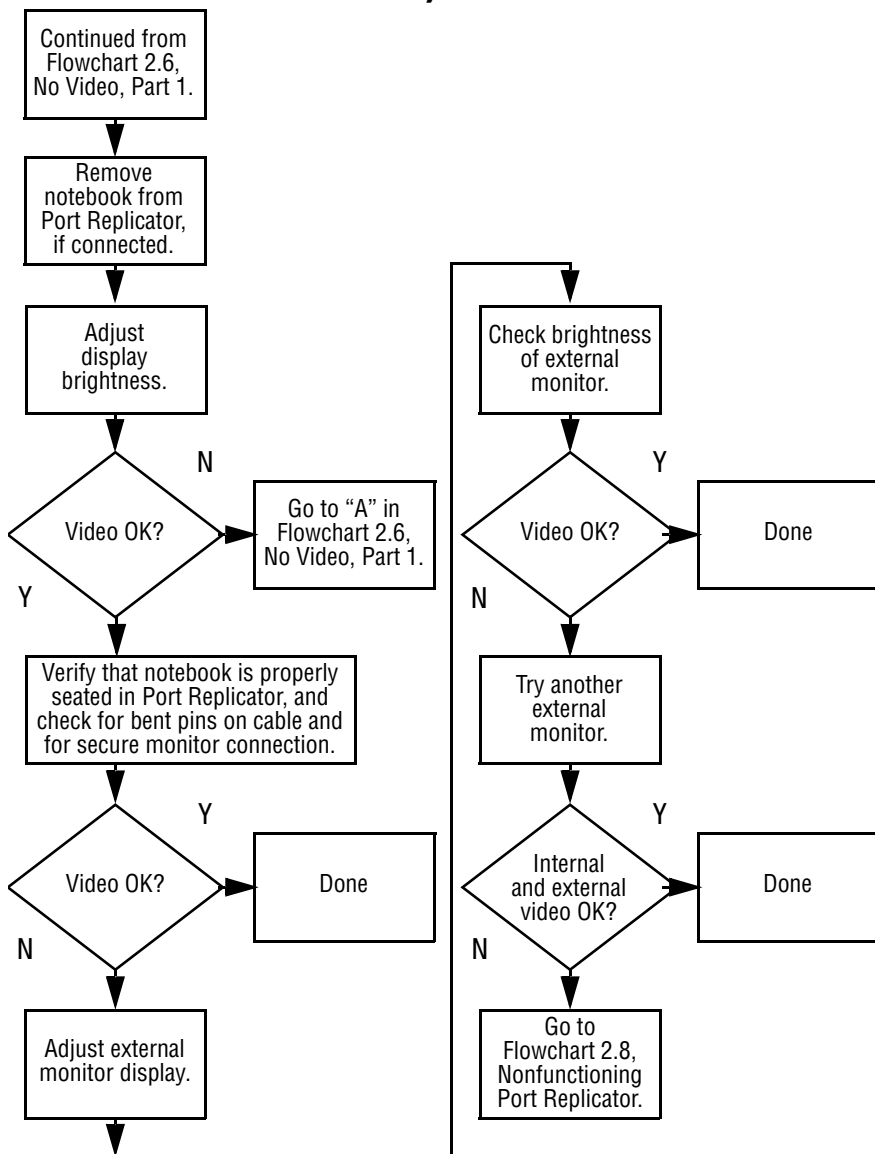 Continued from
Flowchart 2.6,
No Video, Part 1.
Remove
notebook from
Port Replicator,
if connected.
Adjust
display
brightness.
Video OK?
N
Go to “A” in
Flowchart 2.6,
No Video, Part 1.
Y
Verify that notebook is properly
seated in Port Replicator, and
check for bent pins on cable and
for secure monitor connection.
Video OK?
Y
Done
N
Adjust external
monitor display.
Check brightness
of external
monitor.
Video OK?
Y
Done
N
Try another
external
monitor.
Internal
and external
video OK?
Y
Done
N
Go to
Flowchart 2.8,
Nonfunctioning
Port Replicator.